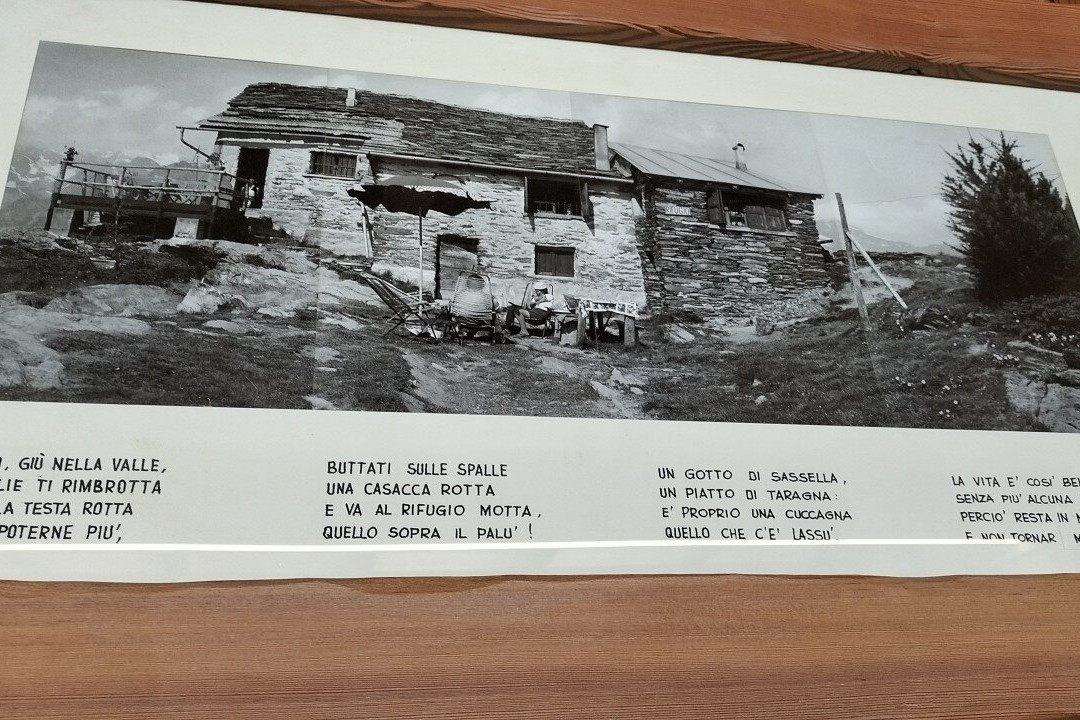 GIÙ NELLA VALLE,
TI RIMBROTTA
LA TESTA ROTTA
POTERNE PIU',
BUTTATI SULLE SPALLE
UNA CASACCA ROTTA
E VA AL RIFUGIO MOTTA,
QUELLO SOPRA IL PALU'!
UN GOTTO DI SASSELLA,
UN PIATTO DI TARAGNA:
E' PROPRIO UNA CUCCAGNA
QUELLO CHE C'E' LASSU'.
LA VITA E' COSI'
SENZA PIU' ALCUNA
PERCIO' RESTA IN
E NON TORNAR